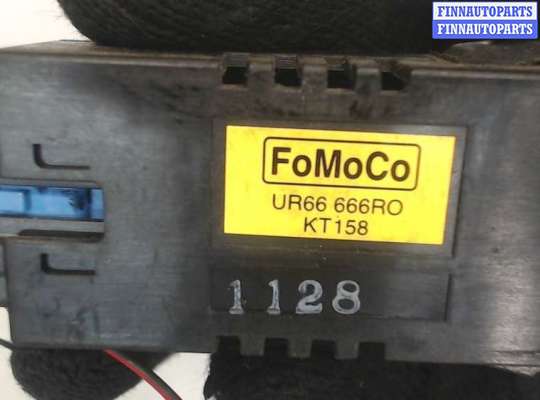 FINNAUTOPARTS
FINNAUTOPARTS
FoMoCo
UR66 666RO
KT158
1128